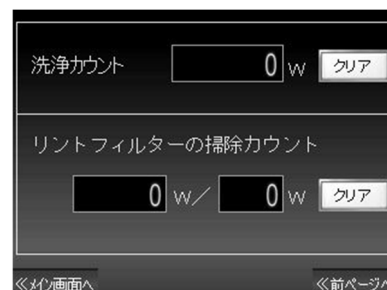 洗浄カウント 0 W クリア
リントフィルターの掃除カウント
0 W／ 0 W クリア
≪メイン画面へ ≪前ページへ